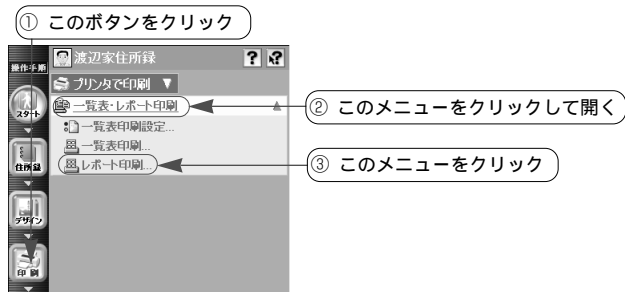 ① このボタンをクリック
操作手順
渡辺家住所録
? ?
プリンタで印刷 ▼
スタート
一覧表・レポート印刷
② このメニューをクリックして開く
一覧表印刷設定...
一覧表印刷...
住所録
レポート印刷...
③ このメニューをクリック
デザイン
印刷